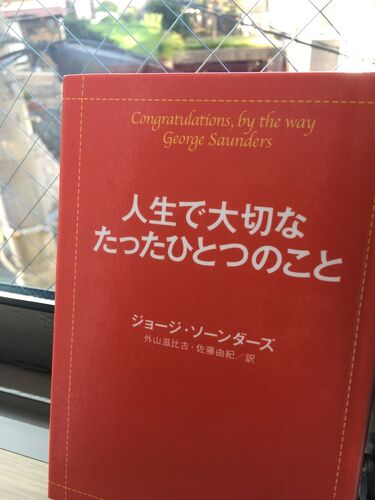 Congratulations, by the way
George Saunders
人生で大切な
たったひとつのこと
ジョージ・ソーンダーズ
外山滋比古・佐藤由紀／訳